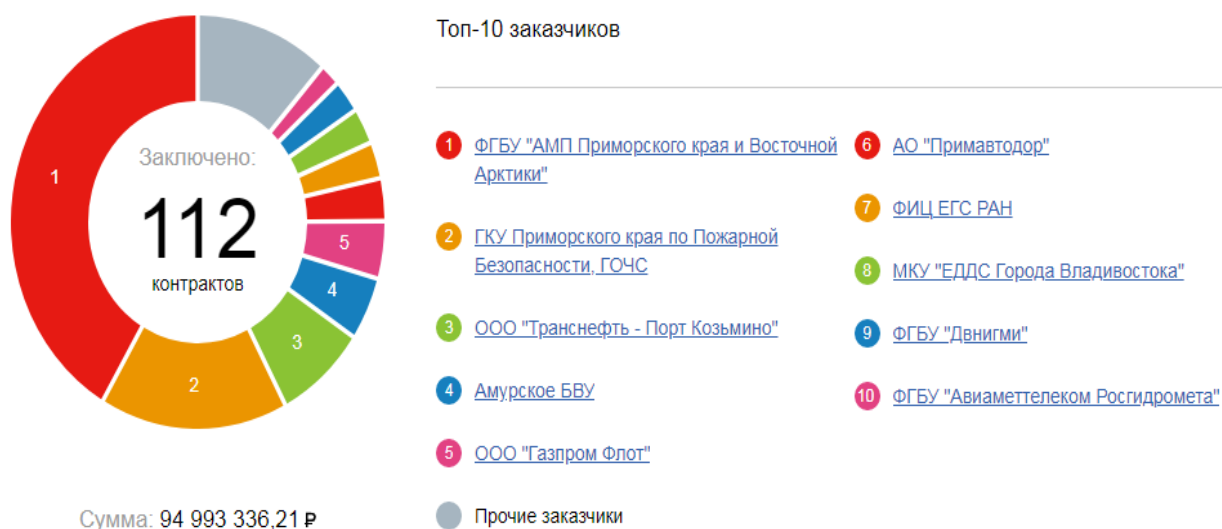 Топ-10 заказчиков
Заключено:
112
контрактов
1
2
3
4
5
Сумма: 94 993 336,21 ₽
1 ФГБУ "АМП Приморского края и Восточной
Арктики"
2 ГКУ Приморского края по Пожарной
Безопасности, ГОЧС
3 ООО "Транснефть - Порт Козьмино"
4 Амурское БВУ
5 ООО "Газпром Флот"
Прочие заказчики
6 АО "Примавтодор"
7 ФИЦ ЕГС РАН
8 МКУ "ЕДДС Города Владивостока"
9 ФГБУ "Двнигми"
10 ФГБУ "Авиаметтелеком Росгидромета"